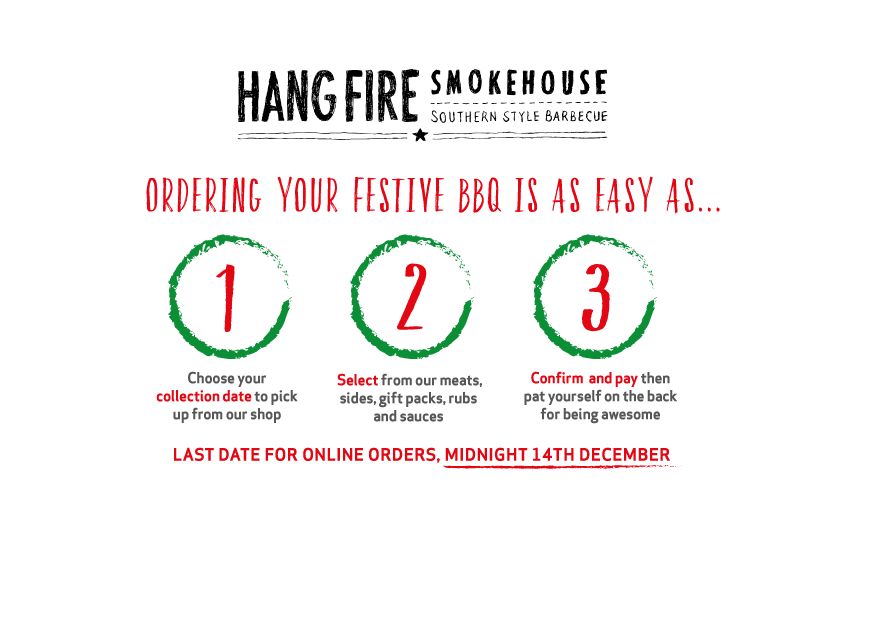 HANG FIRE SMOKEHOUSE
SOUTHERN STYLE BARBECUE
ORDERING YOUR FESTIVE BBQ IS AS EASY AS...
1
Choose your
collection date to pick
up from our shop
2
Select from our meats,
sides, gift packs, rubs
and sauces
3
Confirm and pay then
pat yourself on the back
for being awesome
LAST DATE FOR ONLINE ORDERS, MIDNIGHT 14TH DECEMBER